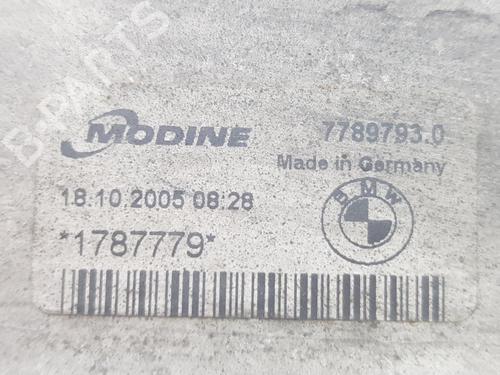 MODINE 7789793.0
Made in Germany
18.10.2005 08:28
BMW
*1787779*
B-PARTS